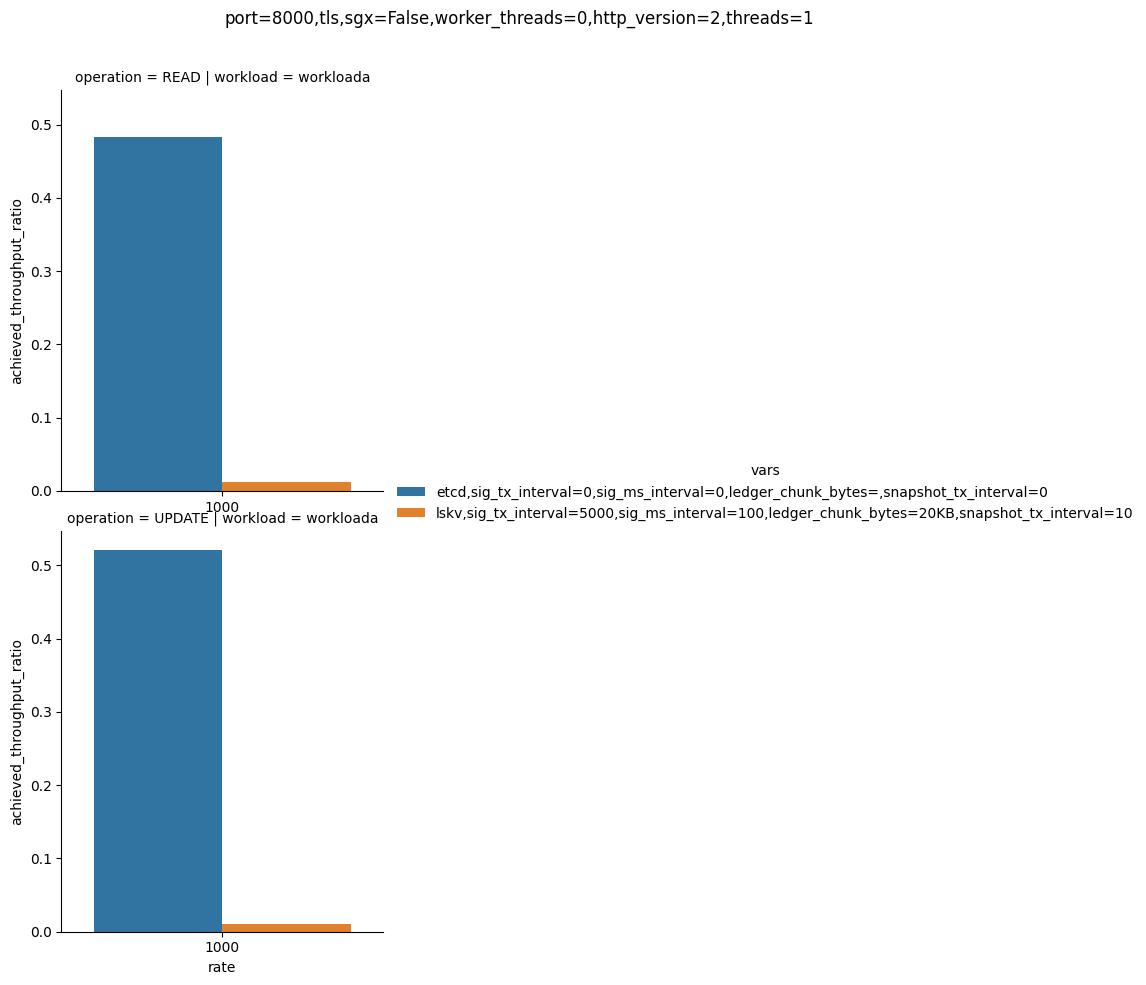 port=8000,tls,sgx=False,worker_threads=0,http_version=2,threads=1
operation = READ | workload = workloada
0.5
0.4
0.3
0.2
0.1
0.0
achieved_throughput_ratio
1000
vars
etcd,sig_tx_interval=0,sig_ms_interval=0,ledger_chunk_bytes=,snapshot_tx_interval=0
lskv,sig_tx_interval=5000,sig_ms_interval=100,ledger_chunk_bytes=20KB,snapshot_tx_interval=10
operation = UPDATE | workload = workloada
0.5
0.4
0.3
0.2
0.1
0.0
achieved_throughput_ratio
1000
rate